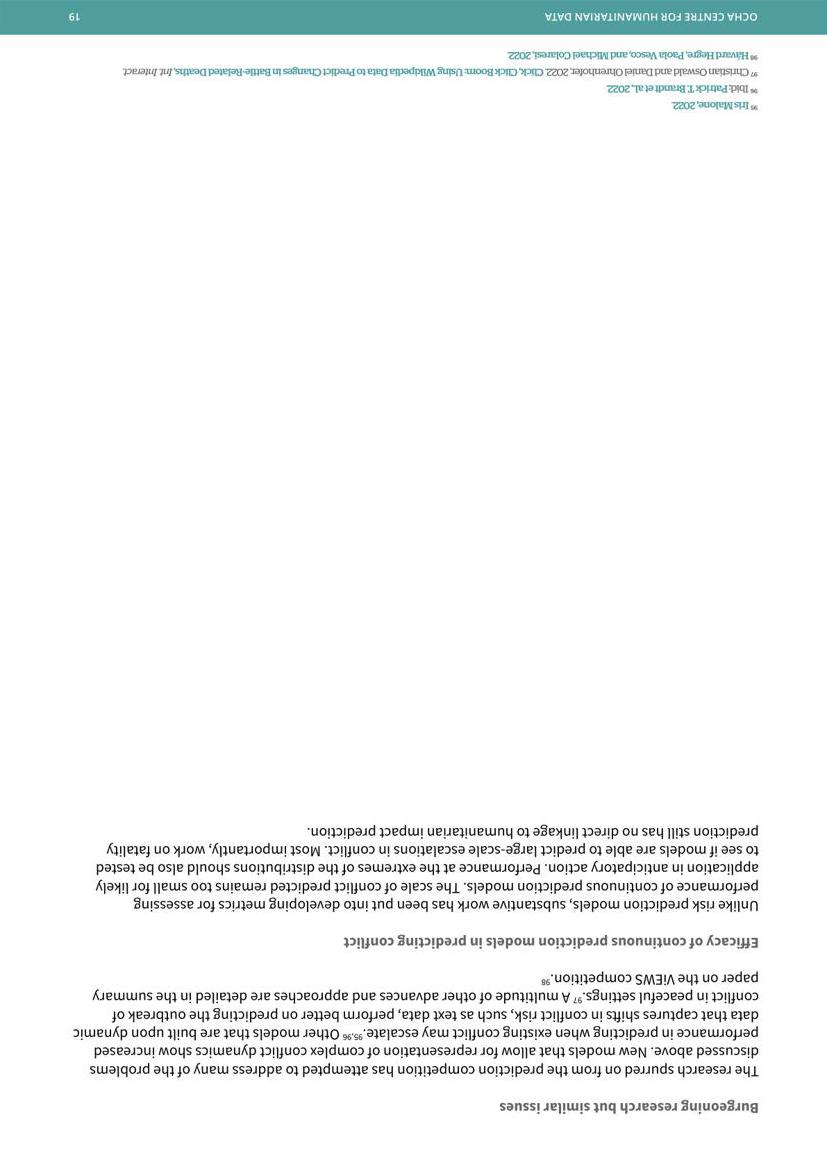 Burgeoning research but similar issues
The research spurred on from the prediction competition has attempted to address many of the problems
discussed above. New models that allow for representation of complex conflict dynamics show increased
performance in predicting when existing conflict may escalate.95,96 Other models that are built upon dynamic
data that captures shifts in conflict risk, such as text data, perform better on predicting the outbreak of
conflict in peaceful settings.97 A multitude of other advances and approaches are detailed in the summary
paper on the ViEWS competition.98
Efficacy of continuous prediction models in predicting conflict
Unlike risk prediction models, substantive work has been put into developing metrics for assessing
performance of continuous prediction models. The scale of conflict predicted remains too small for likely
application in anticipatory action. Performance at the extremes of the distributions should also be tested
to see if models are able to predict large-scale escalations in conflict. Most importantly, work on fatality
prediction still has no direct linkage to humanitarian impact prediction.
95 Iris Malone, 2022.
96 Ibid; Patrick T. Brandt et al., 2022.
97 Christian Oswald and Daniel Ohrenhofer, 2022. Click, Click Boom: Using Wikipedia Data to Predict Changes in Battle-Related Deaths, Int. Interact.
98 Håvard Hegre, Paola Vesco, and Michael Colaresi, 2022.
OCHA CENTRE FOR HUMANITARIAN DATA
19